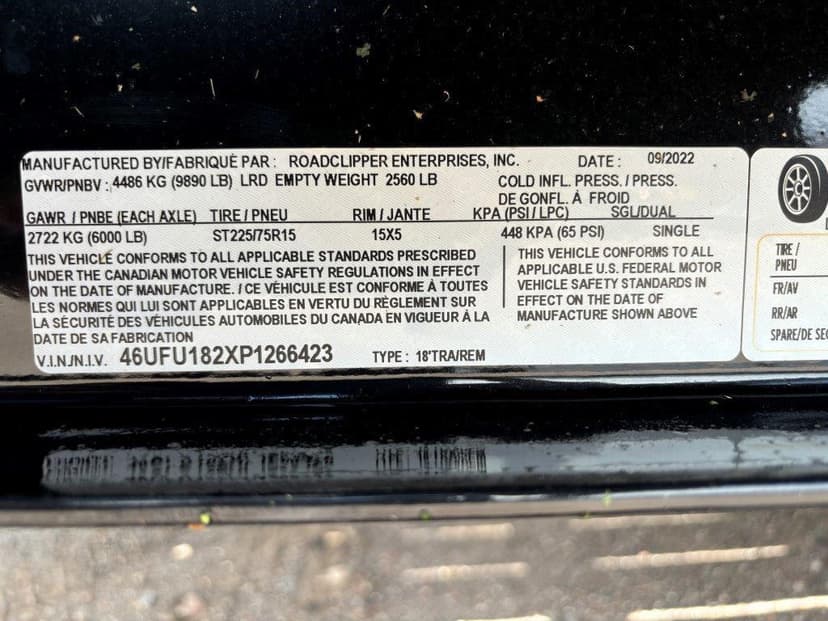 MANUFACTURED BY/FABRIQUÉ PAR : ROADCLIPPER ENTERPRISES, INC. DATE : 09/2022
GVWR/PNBV : 4486 KG (9890 LB) LRD EMPTY WEIGHT 2560 LB COLD INFL. PRESS. / PRESS.
DE GONFL. À FROID
GAWR / PNBE (EACH AXLE) TIRE / PNEU RIM / JANTE KPA (PSI / LPC) SGL/DUAL
2722 KG (6000 LB) ST225/75R15 15X5 448 KPA (65 PSI) SINGLE
THIS VEHICLE CONFORMS TO ALL APPLICABLE STANDARDS PRESCRIBED
UNDER THE CANADIAN MOTOR VEHICLE SAFETY REGULATIONS IN EFFECT
ON THE DATE OF MANUFACTURE. / CE VÉHICULE EST CONFORME À TOUTES
LES NORMES QUI LUI SONT APPLICABLES EN VERTU DU RÈGLEMENT SUR
LA SÉCURITÉ DES VÉHICULES AUTOMOBILES DU CANADA EN VIGUEUR À LA
DATE DE SA FABRICATION
THIS VEHICLE CONFORMS TO ALL
APPLICABLE U.S. FEDERAL MOTOR
VEHICLE SAFETY STANDARDS IN
EFFECT ON THE DATE OF
MANUFACTURE SHOWN ABOVE
V.I.N./N.I.V. 46UFU182XP1266423 TYPE : 18'TRA/REM
TIRE /
PNEU
FR/AV
RR/AR
SPARE/DE SE